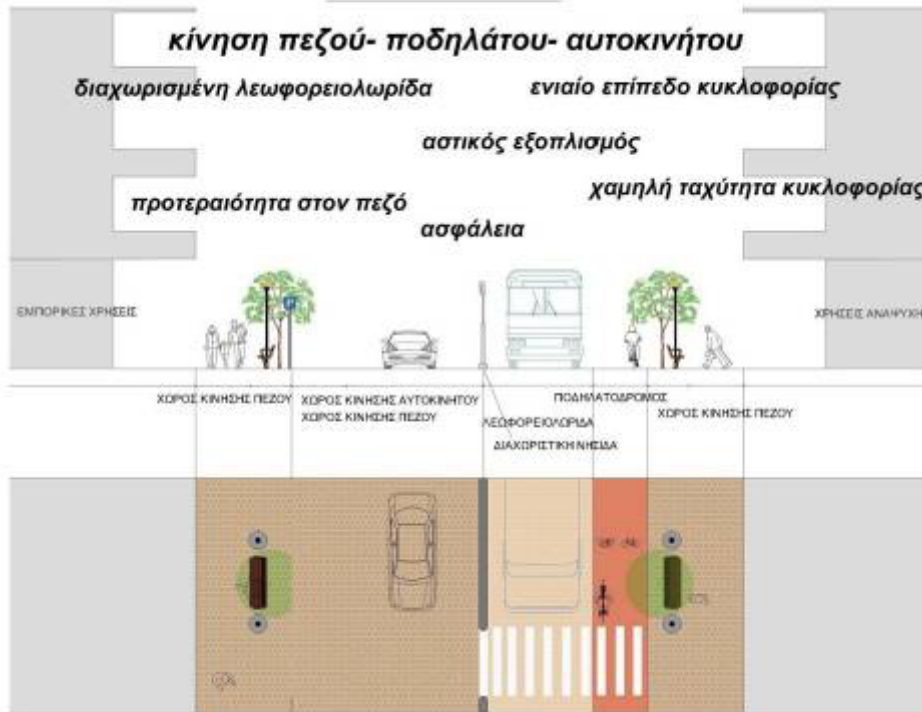 κίνηση πεζού- ποδηλάτου- αυτοκινήτου
διαχωρισμένη λεωφορειολωρίδα
ενιαίο επίπεδο κυκλοφορίας
αστικός εξοπλισμός
χαμηλή ταχύτητα κυκλοφορίας
προτεραιότητα στον πεζό
ασφάλεια
ΕΜΠΟΡΙΚΕΣ ΧΡΗΣΕΙΣ
P
ΧΡΗΣΕΙΣ ΑΝΑΨΥΧΗ
ΧΩΡΟΣ ΚΙΝΗΣΗΣ ΠΕΖΟΥ
ΧΩΡΟΣ ΚΙΝΗΣΗΣ ΑΥΤΟΚΙΝΗΤΟΥ
ΧΩΡΟΣ ΚΙΝΗΣΗΣ ΠΕΖΟΥ
ΠΟΔΗΛΑΤΟΔΡΟΜΟΣ
ΧΩΡΟΣ ΚΙΝΗΣΗΣ ΠΕΖΟΥ
ΛΕΩΦΟΡΕΙΟΛΩΡΙΔΑ
ΔΙΑΧΩΡΙΣΤΙΚΗ ΝΗΣΙΔΑ